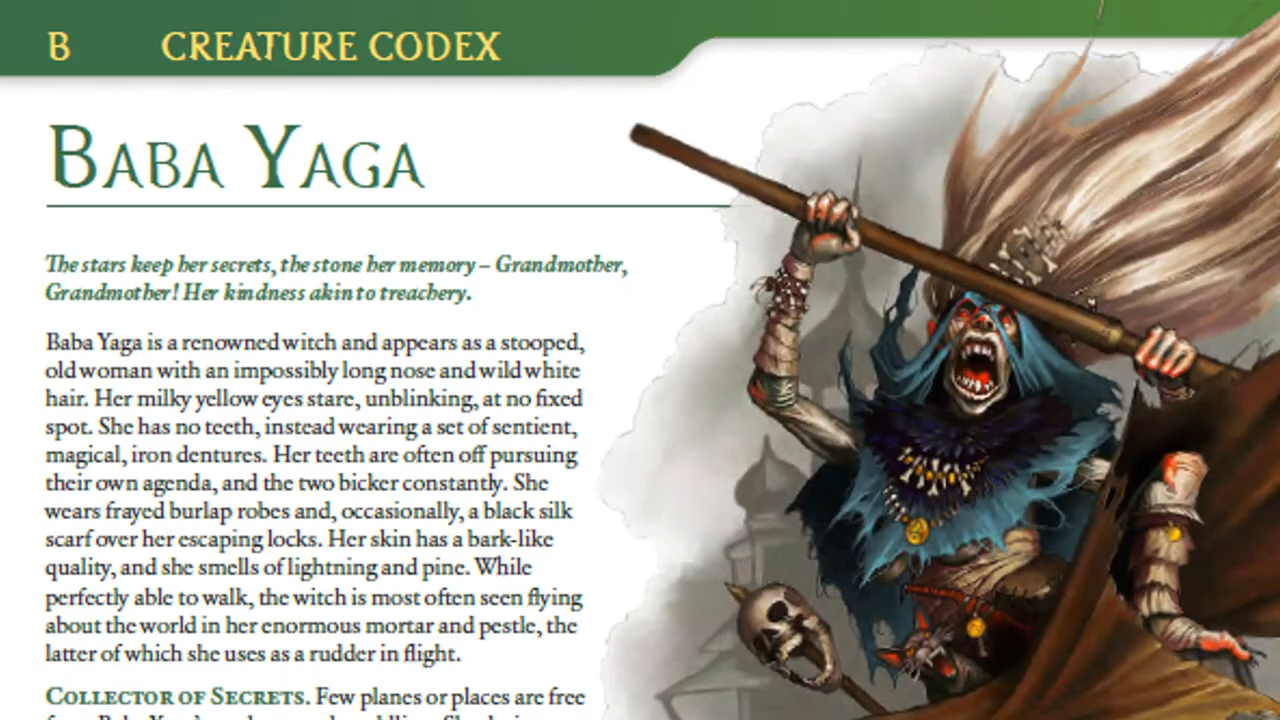 B CREATURE CODEX
BABA YAGA
The stars keep her secrets, the stone her memory – Grandmother,
Grandmother! Her kindness akin to treachery.
Baba Yaga is a renowned witch and appears as a stooped,
old woman with an impossibly long nose and wild white
hair. Her milky yellow eyes stare, unblinking, at no fixed
spot. She has no teeth, instead wearing a set of sentient,
magical, iron dentures. Her teeth are often off pursuing
their own agenda, and the two bicker constantly. She
wears frayed burlap robes and, occasionally, a black silk
scarf over her escaping locks. Her skin has a bark-like
quality, and she smells of lightning and pine. While
perfectly able to walk, the witch is most often seen flying
about the world in her enormous mortar and pestle, the
latter of which she uses as a rudder in flight.
COLLECTOR OF SECRETS. Few planes or places are free